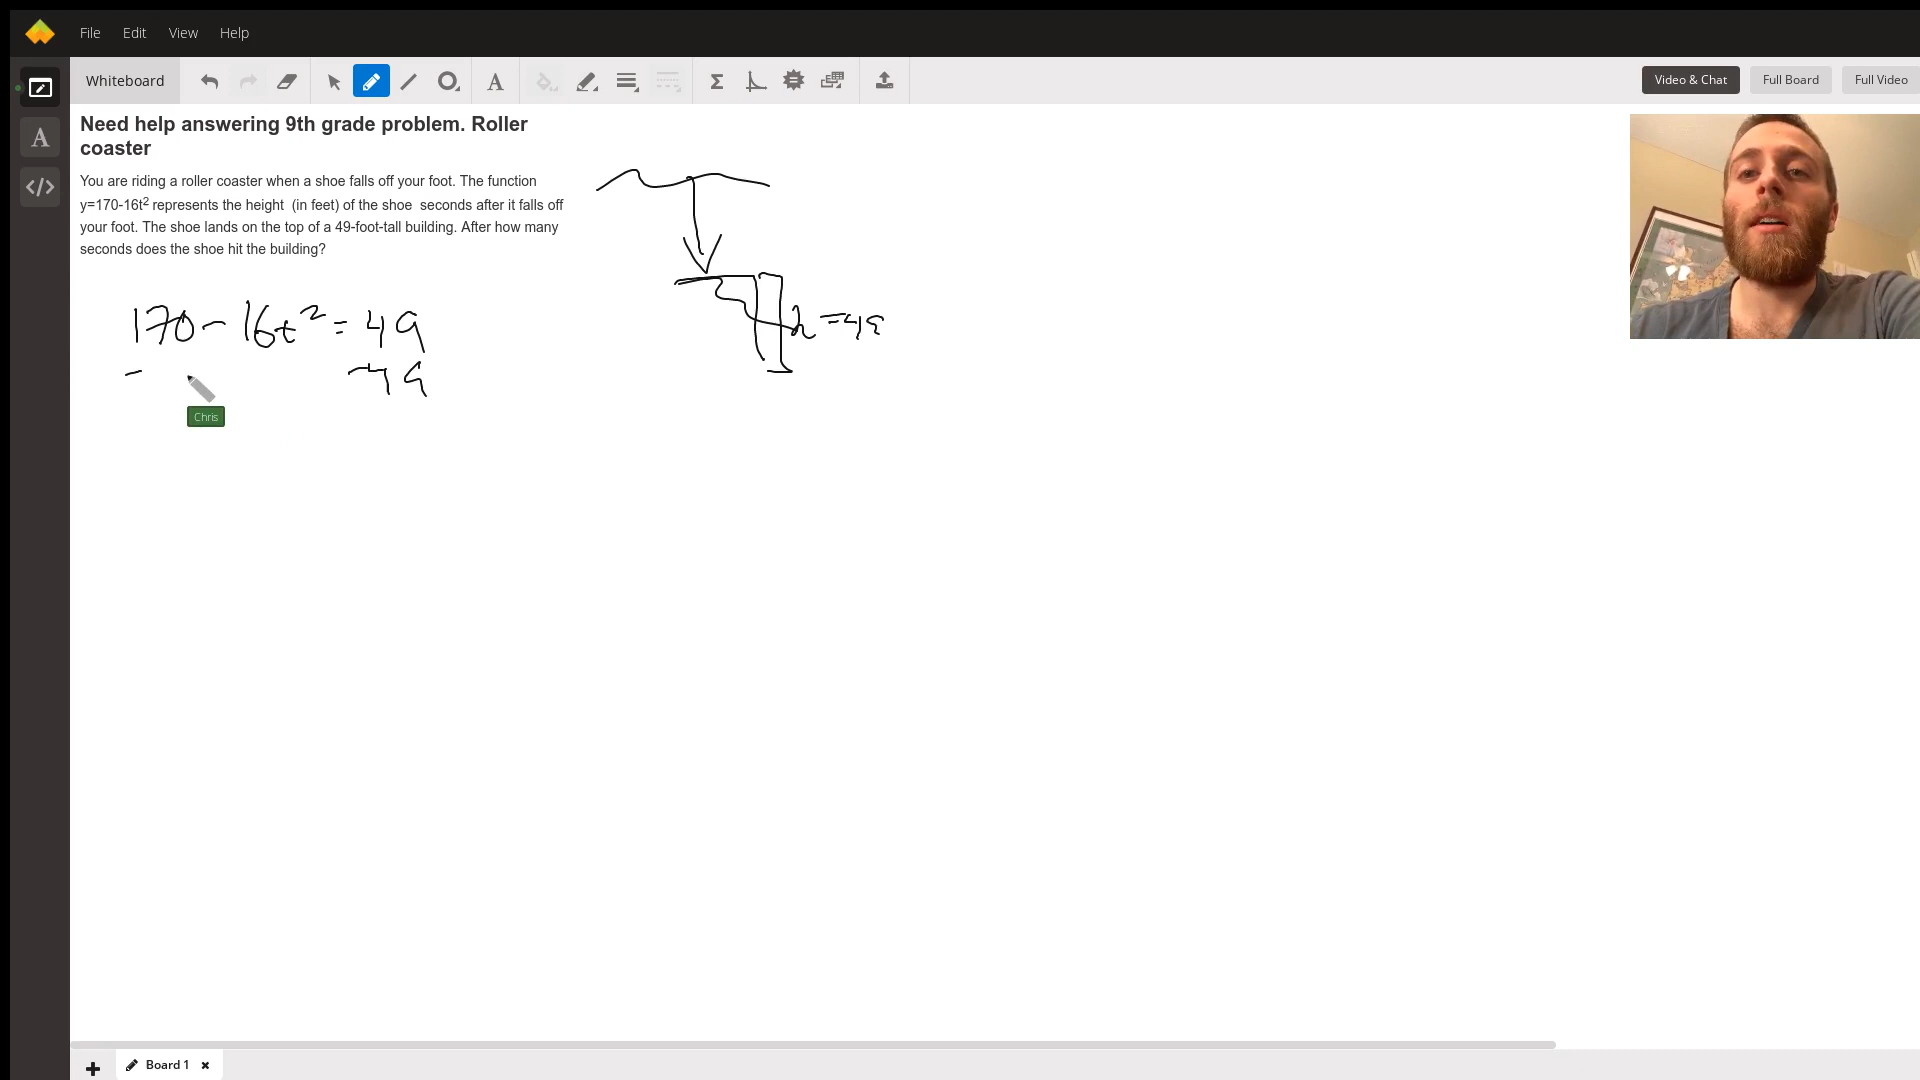 File Edit View Help
Whiteboard
A
Σ
Video & Chat Full Board Full Video
A
</>
Need help answering 9th grade problem. Roller
coaster
You are riding a roller coaster when a shoe falls off your foot. The function
y=170-16t² represents the height (in feet) of the shoe seconds after it falls off
your foot. The shoe lands on the top of a 49-foot-tall building. After how many
seconds does the shoe hit the building?
170 - 16t² = 49
h = 49
- -49
Chris
+ Board 1 ×